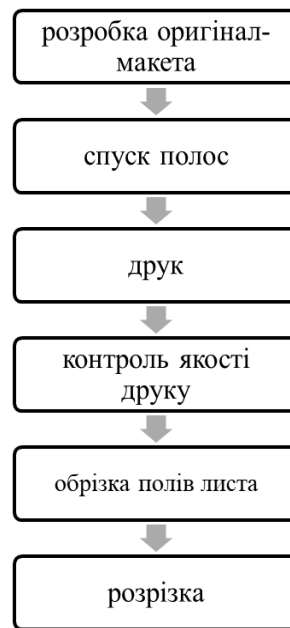 розробка оригінал-
макета
спуск полос
друк
контроль якості
друку
обрізка полів листа
розрізка